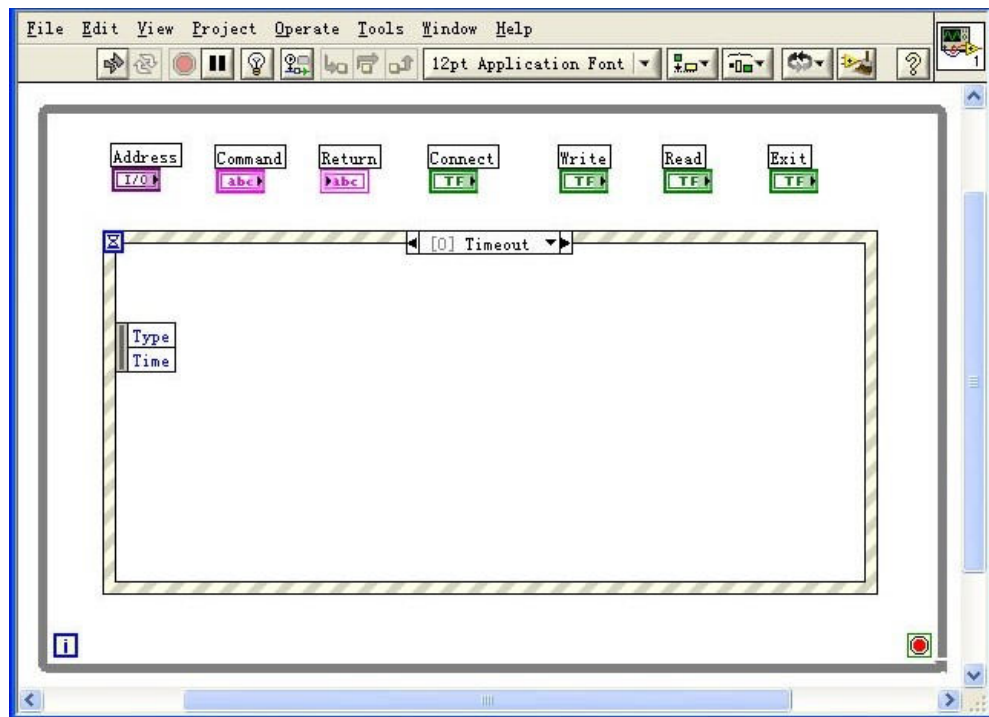 File Edit View Project Operate Tools Window Help
12pt Application Font
?
1
Address Command Return Connect Write Read Exit
I/O abc abc TF TF TF TF
[0] Timeout
Type
Time
i